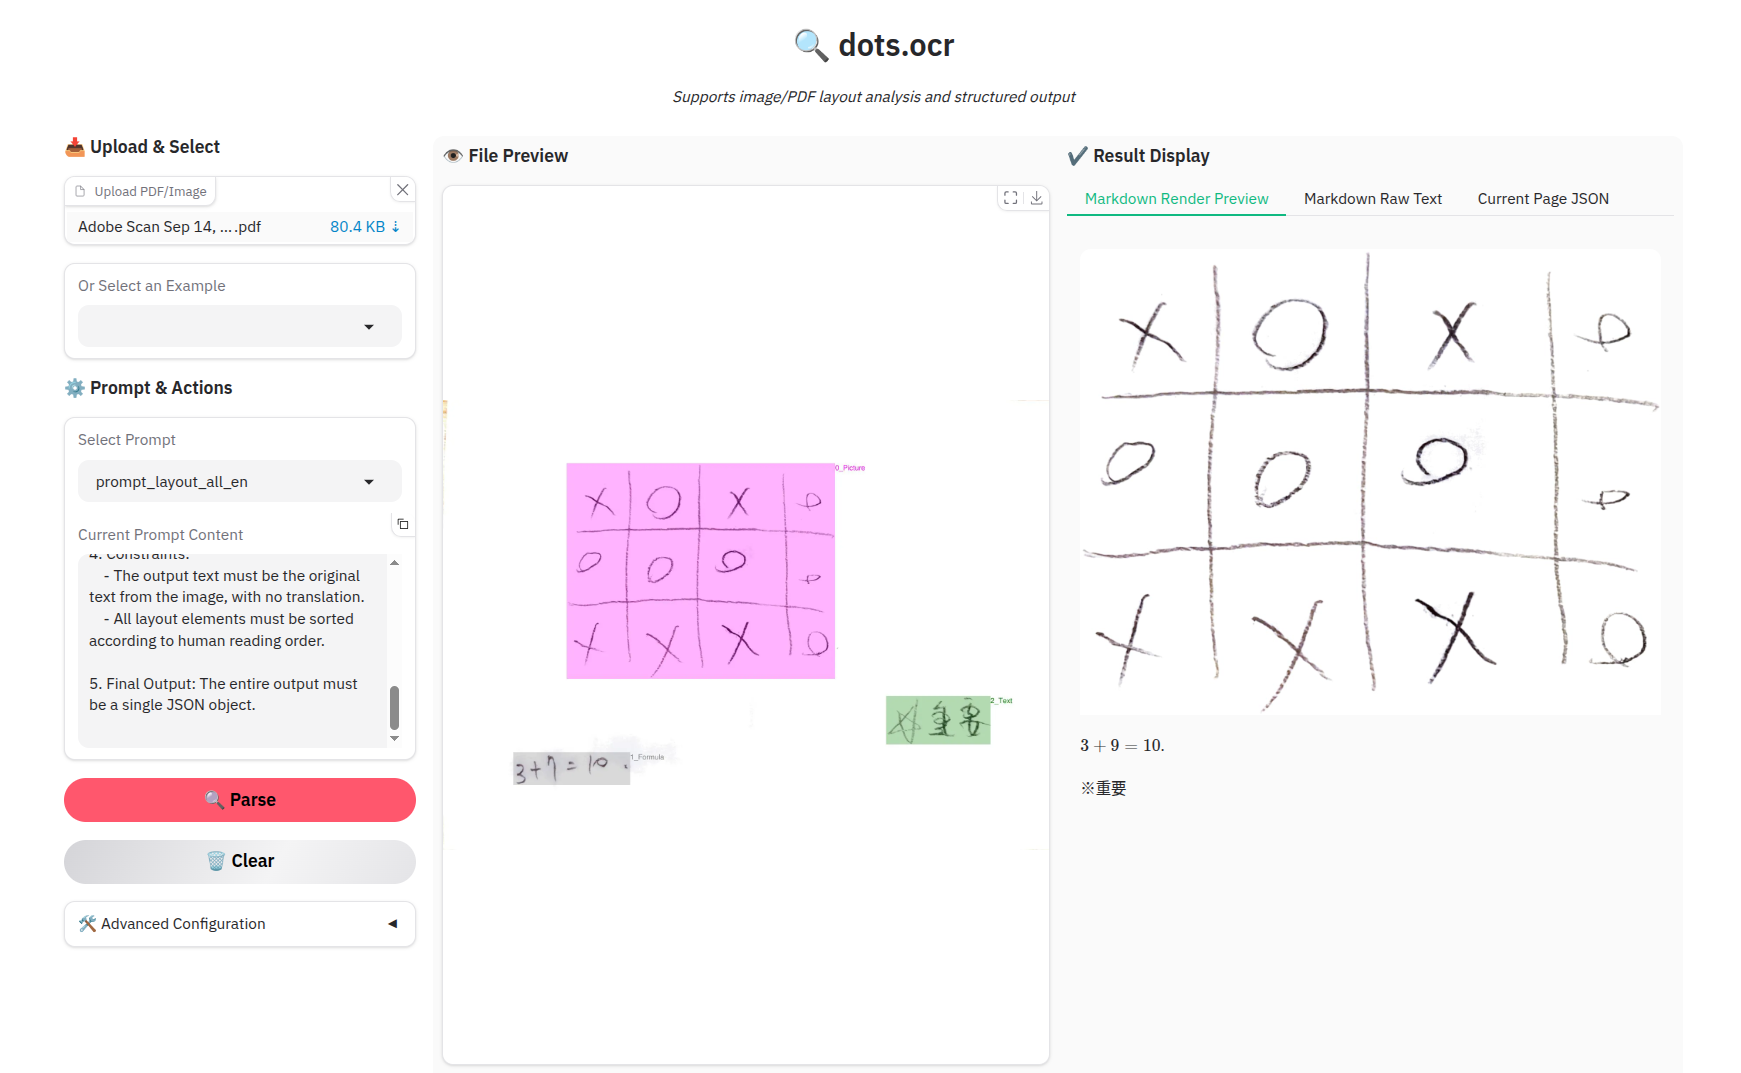 🔍 dots.ocr
Supports image/PDF layout analysis and structured output
📥 Upload & Select
Upload PDF/Image
Adobe Scan Sep 14, ....pdf 80.4 KB ⇣
Or Select an Example
⚙️ Prompt & Actions
Select Prompt
prompt_layout_all_en
Current Prompt Content
4. Constraints:
- The output text must be the original
text from the image, with no translation.
- All layout elements must be sorted
according to human reading order.
5. Final Output: The entire output must
be a single JSON object.
🔍 Parse
🗑️ Clear
🛠️ Advanced Configuration
👁️ File Preview
0_Picture
X O X O
O O O O
X X X O
2_Text
※重要
1_Formula
3+7=10.
✔️ Result Display
Markdown Render Preview Markdown Raw Text Current Page JSON
X O X O
O O O O
X X X O
3 + 9 = 10.
※重要